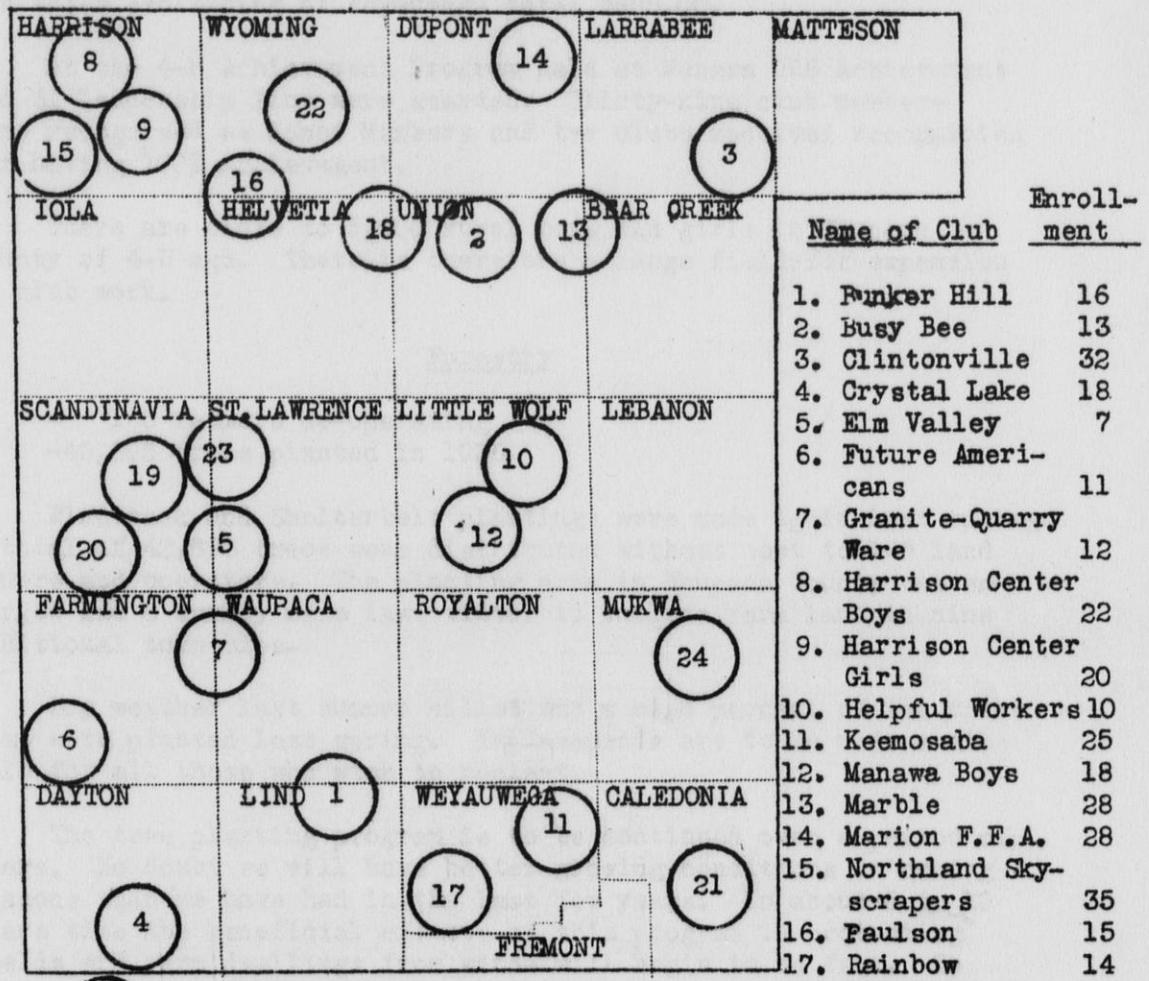 HARRISON WYOMING DUPONT LARRABEE MATTESON
8 14
22
9
15 3
16
IOLA HELVETIA UNION BEAR CREEK
18 2 13
SCANDINAVIA ST. LAWRENCE LITTLE WOLF LEBANON
23
19 10
20 5 12
FARMINGTON WAUPACA ROYALTON MUKWA
7 24
6
DAYTON LIND 1 WEYAUWEGA CALEDONIA
11
17 21
4
FREMONT
Enroll-
Name of Club ment
1. Bunker Hill 16
2. Busy Bee 13
3. Clintonville 32
4. Crystal Lake 18
5. Elm Valley 7
6. Future Ameri-
cans 11
7. Granite-Quarry
Ware 12
8. Harrison Center
Boys 22
9. Harrison Center
Girls 20
10. Helpful Workers 10
11. Keemosaba 25
12. Manawa Boys 18
13. Marble 28
14. Marion F.F.A. 28
15. Northland Sky-
scrapers 35
16. Paulson 15
17. Rainbow 14